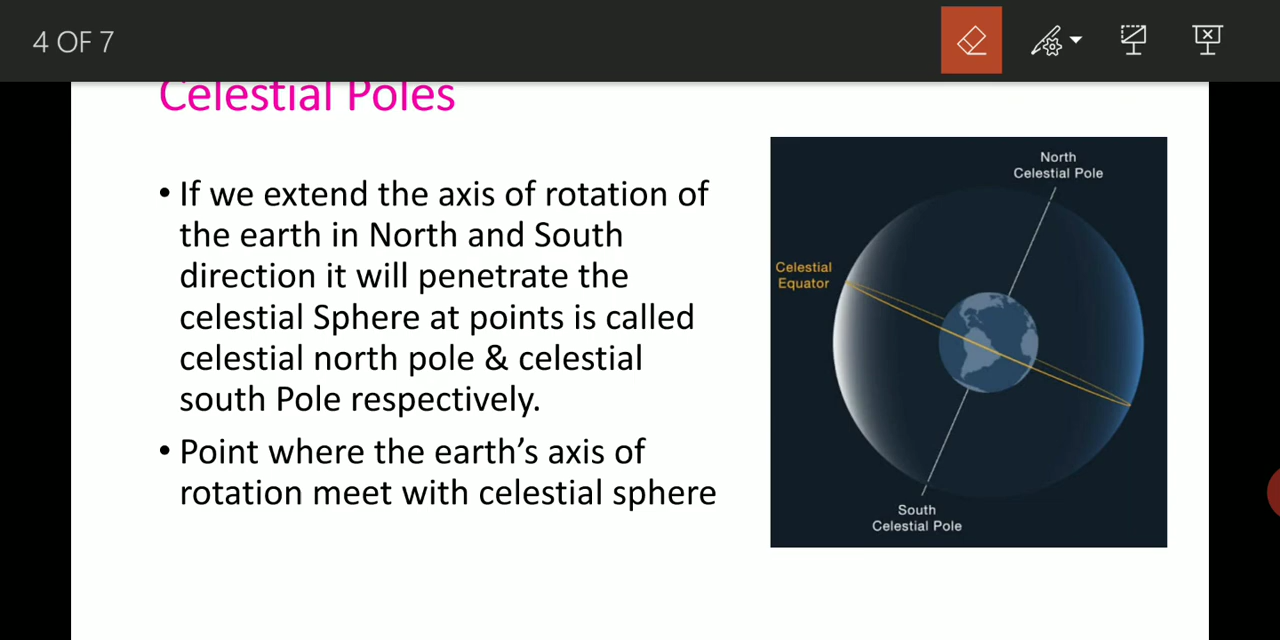 4 OF 7
Celestial Poles
• If we extend the axis of rotation of
the earth in North and South
direction it will penetrate the
celestial Sphere at points is called
celestial north pole & celestial
south Pole respectively.
• Point where the earth's axis of
rotation meet with celestial sphere
North
Celestial Pole
Celestial
Equator
South
Celestial Pole